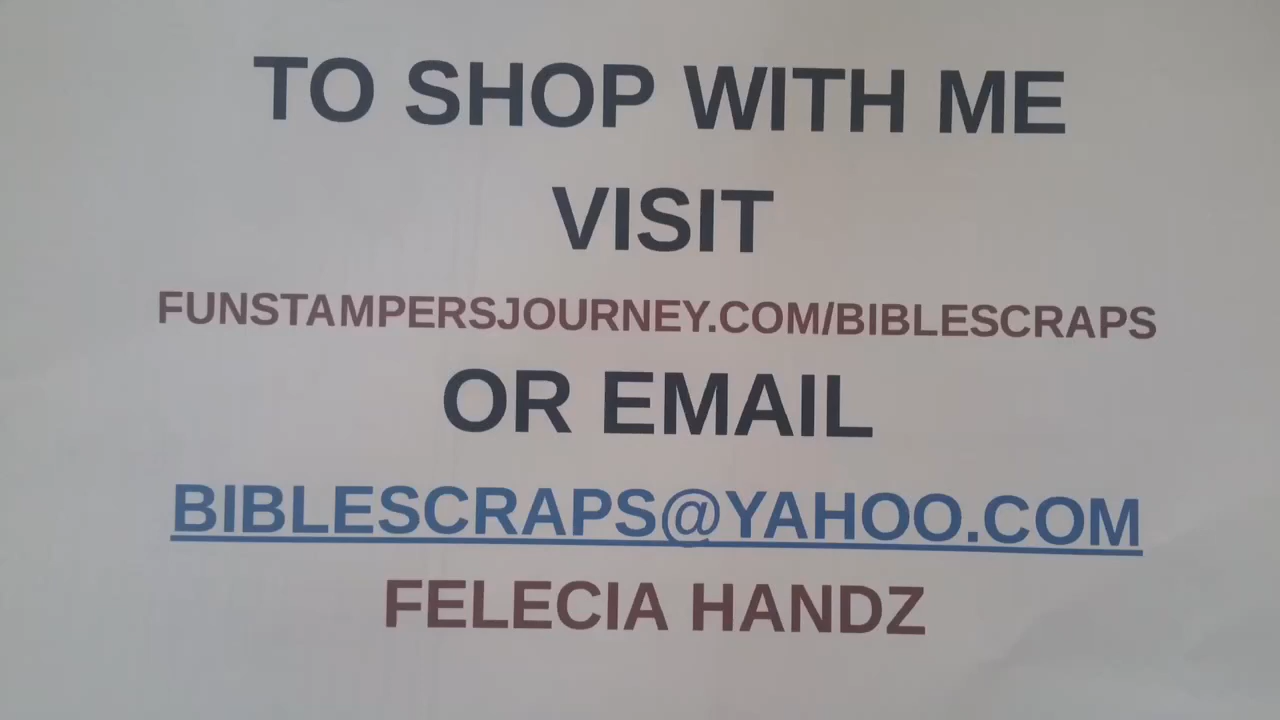 TO SHOP WITH ME
VISIT
FUNSTAMPERSJOURNEY.COM/BIBLESCRAPS
OR EMAIL
BIBLESCRAPS@YAHOO.COM
FELECIA HANDZ